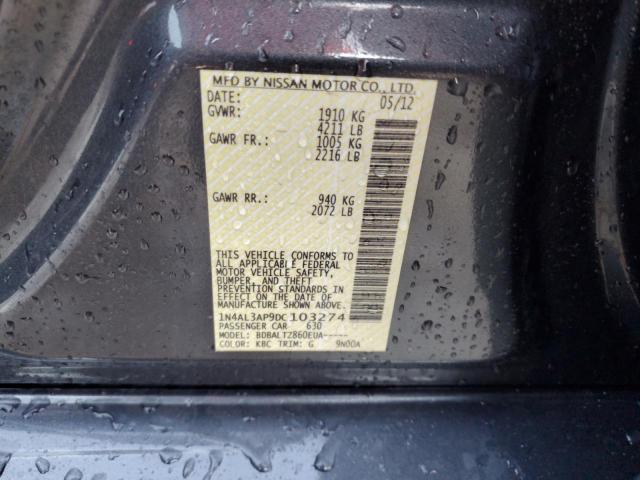 MFD BY NISSAN MOTOR CO., LTD.
DATE: 05/12
GVWR: 1910 KG
4211 LB
GAWR FR.: 1005 KG
2216 LB
GAWR RR.: 940 KG
2072 LB
THIS VEHICLE CONFORMS TO
ALL APPLICABLE FEDERAL
MOTOR VEHICLE SAFETY,
BUMPER, AND THEFT
PREVENTION STANDARDS IN
EFFECT ON THE DATE OF
MANUFACTURE SHOWN ABOVE.
1N4AL3AP9DC103274
PASSENGER CAR 630
MODEL: BDBALTZ860EUA-----
COLOR: KBC TRIM: G 9N00A